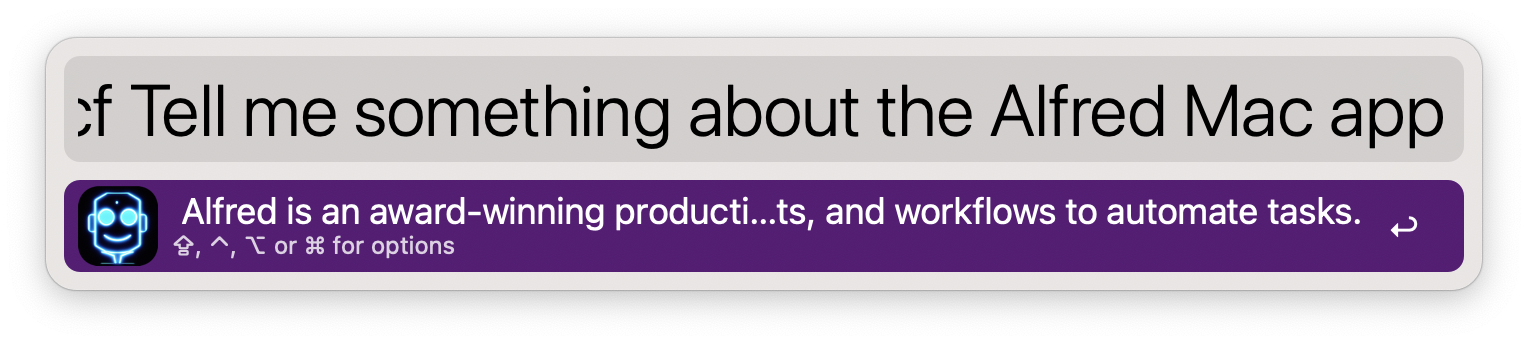 cf Tell me something about the Alfred Mac app
Alfred is an award-winning producti...ts, and workflows to automate tasks.
⇪, ^, ⌥ or ⌘ for options